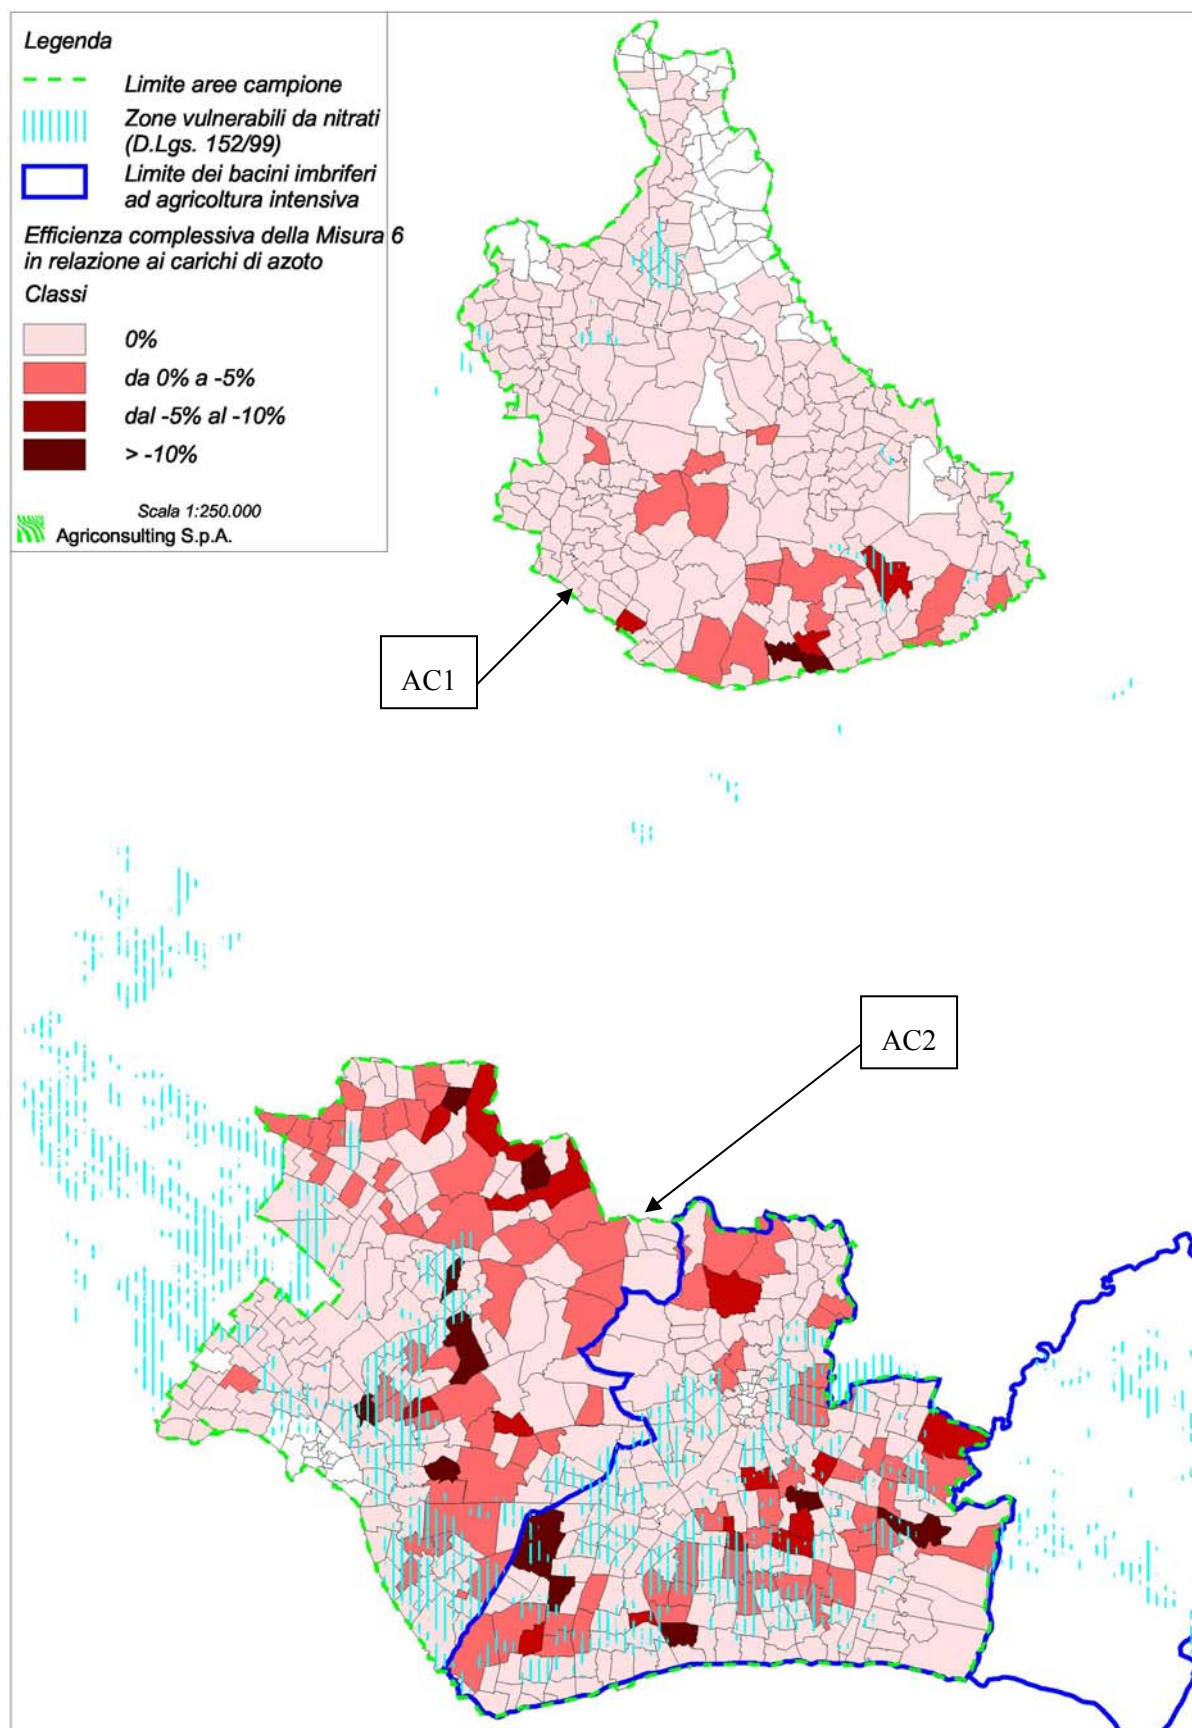 Legenda
Limite aree campione
Zone vulnerabili da nitrati
(D.Lgs. 152/99)
Limite dei bacini imbriferi
ad agricoltura intensiva
Efficienza complessiva della Misura 6
in relazione ai carichi di azoto
Classi
0%
da 0% a -5%
dal -5% al -10%
> -10%
Scala 1:250.000
Agriconsulting S.p.A.
AC1
AC2